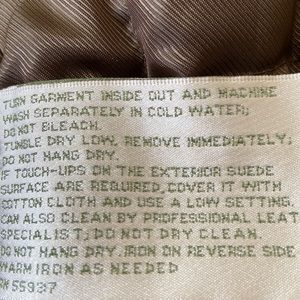 TURN GARMENT INSIDE OUT AND MACHINE
WASH SEPARATELY IN COLD WATER;
DO NOT BLEACH.
TUMBLE DRY LOW, REMOVE IMMEDIATELY;
DO NOT HANG DRY.
IF TOUCH-UPS ON THE EXTERIOR SUEDE
SURFACE ARE REQUIRED, COVER IT WITH
COTTON CLOTH AND USE A LOW SETTING.
CAN ALSO CLEAN BY PROFESSIONAL LEAT
SPECIALIST; DO NOT DRY CLEAN.
DO NOT HANG DRY. IRON ON REVERSE SIDE
WARM IRON AS NEEDED
RN 55937